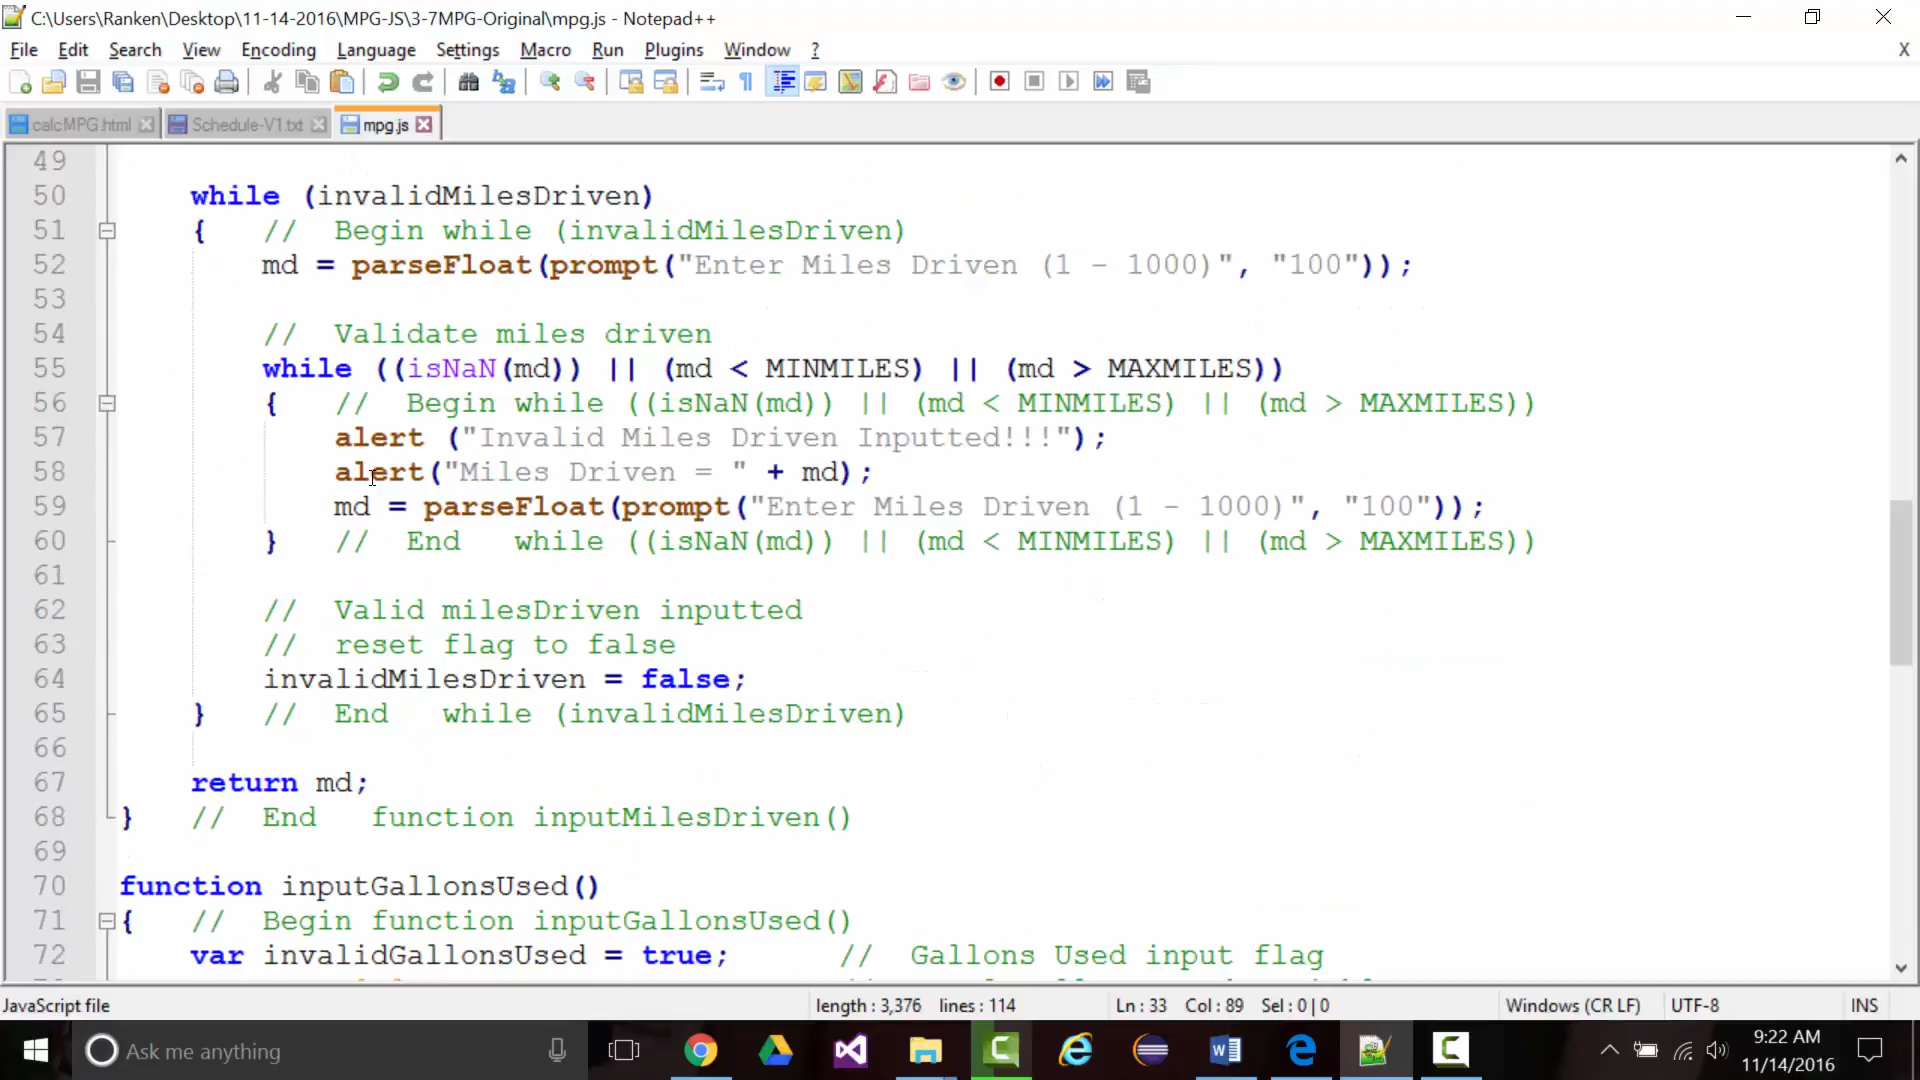 C:\Users\Ranken\Desktop\11-14-2016\MPG-JS\3-7MPG-Original\mpg.js - Notepad++
File Edit Search View Encoding Language Settings Macro Run Plugins Window ? X
calcMPG.html Schedule-V1.txt mpg.js
49
50 while (invalidMilesDriven)
51 { // Begin while (invalidMilesDriven)
52 md = parseFloat(prompt("Enter Miles Driven (1 - 1000)", "100"));
53
54 // Validate miles driven
55 while ((isNaN(md)) || (md < MINMILES) || (md > MAXMILES))
56 { // Begin while ((isNaN(md)) || (md < MINMILES) || (md > MAXMILES))
57 alert ("Invalid Miles Driven Inputted!!!");
58 alert("Miles Driven = " + md);
59 md = parseFloat(prompt("Enter Miles Driven (1 - 1000)", "100"));
60 } // End while ((isNaN(md)) || (md < MINMILES) || (md > MAXMILES))
61
62 // Valid milesDriven inputted
63 // reset flag to false
64 invalidMilesDriven = false;
65 } // End while (invalidMilesDriven)
66
67 return md;
68 } // End function inputMilesDriven()
69
70 function inputGallonsUsed()
71 { // Begin function inputGallonsUsed()
72 var invalidGallonsUsed = true; // Gallons Used input flag
JavaScript file length : 3,376 lines : 114 Ln : 33 Col : 89 Sel : 0 | 0 Windows (CR LF) UTF-8 INS
Ask me anything
9:22 AM
11/14/2016